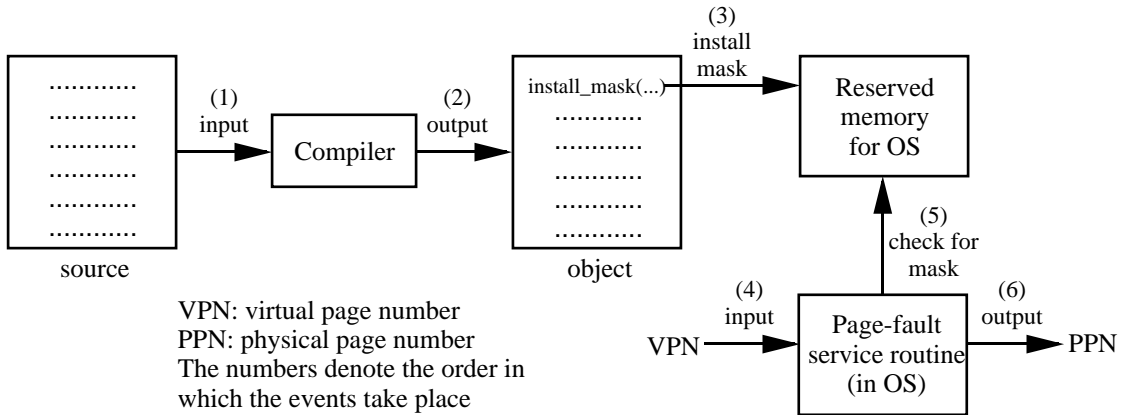 (1)
input
(2)
output
(3)
install
mask
............
............
............
............
............
............
source
Compiler
install_mask(...)
............
............
............
............
............
object
Reserved
memory
for OS
(5)
check for
mask
(4)
input
VPN
Page-fault
service routine
(in OS)
(6)
output
PPN
VPN: virtual page number
PPN: physical page number
The numbers denote the order in
which the events take place